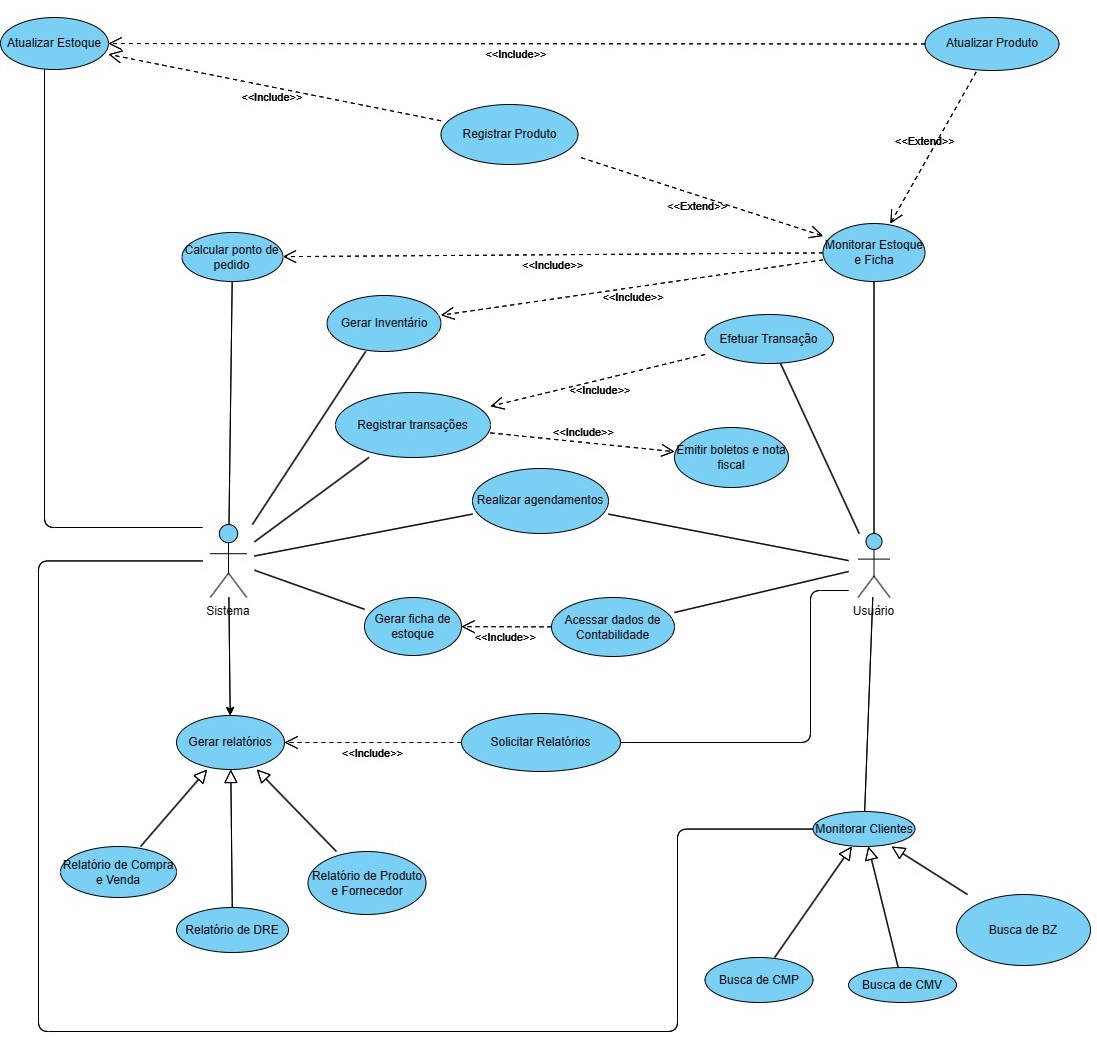 Atualizar Estoque
Atualizar Produto
<<Include>>
<<Include>>
Registrar Produto
<<Extend>>
<<Extend>>
Calcular ponto de
pedido
Monitorar Estoque
e Ficha
<<Include>>
<<Include>>
Gerar Inventário
Efetuar Transação
<<Include>>
Registrar transações
<<Include>>
Emitir boletos e nota
fiscal
Realizar agendamentos
Sistema
Usuário
Gerar ficha de
estoque
<<Include>>
Acessar dados de
Contabilidade
Gerar relatórios
<<Include>>
Solicitar Relatórios
Monitorar Clientes
Relatório de Compra
e Venda
Relatório de Produto
e Fornecedor
Relatório de DRE
Busca de BZ
Busca de CMP
Busca de CMV